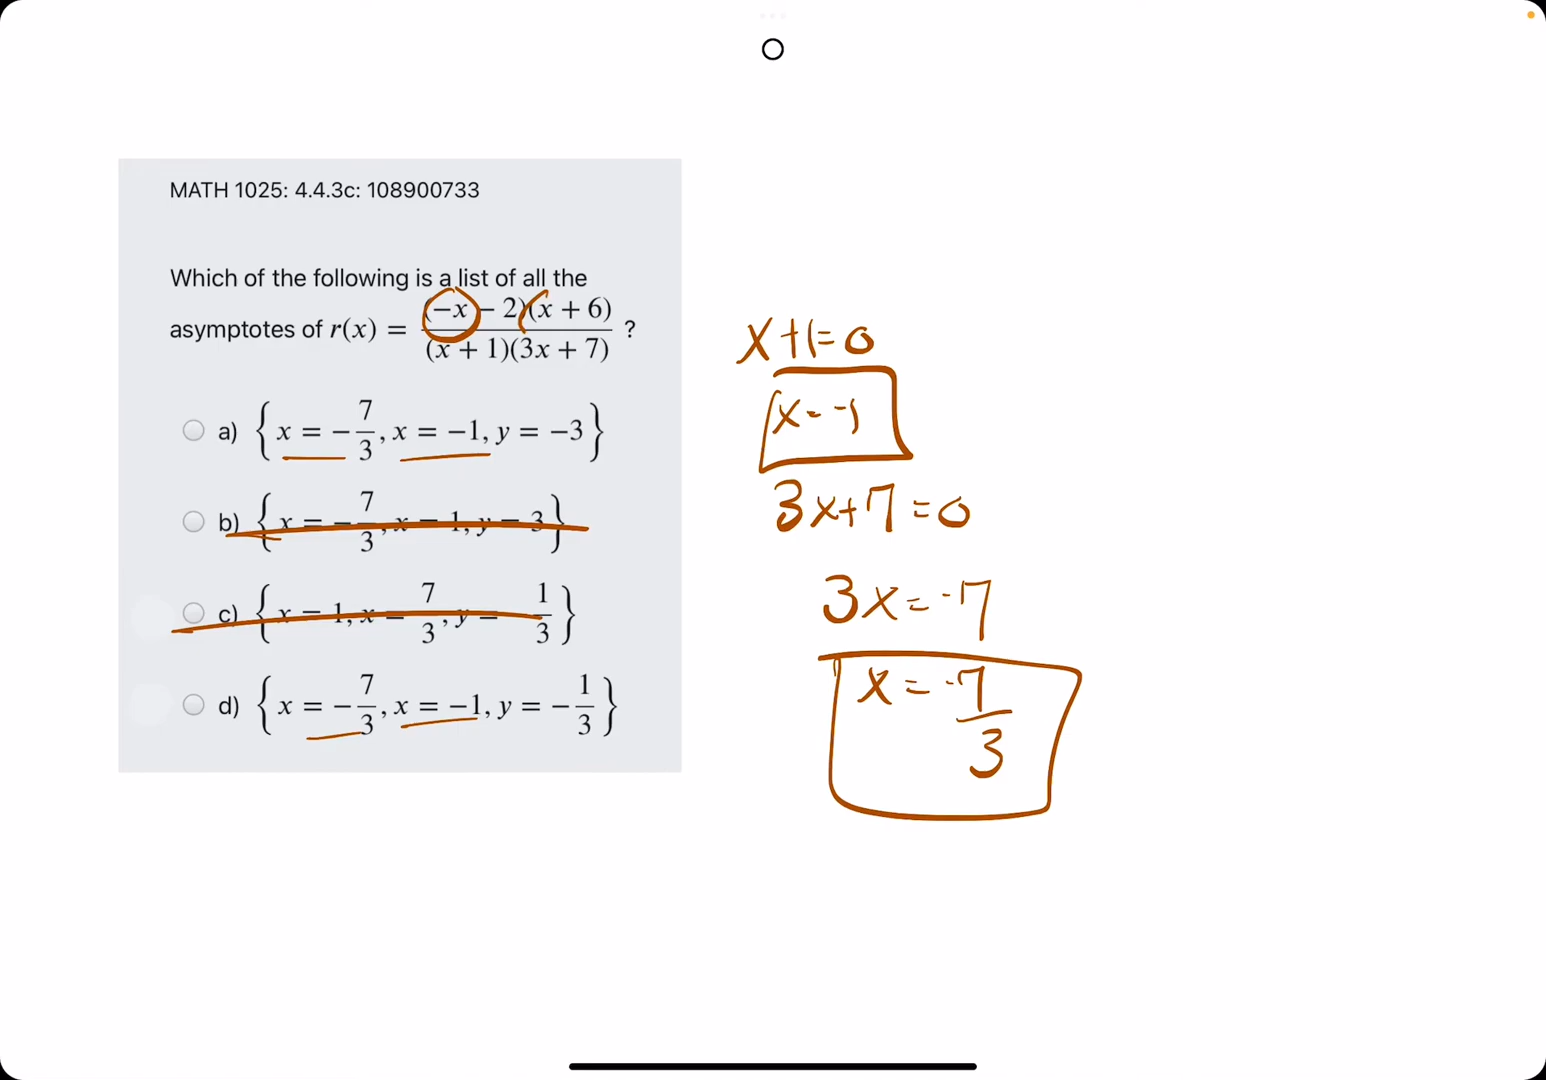 MATH 1025: 4.4.3c: 108900733
Which of the following is a list of all the
asymptotes of r(x) = (−x − 2)(x + 6) / (x + 1)(3x + 7) ?
a) {x = −7/3, x = −1, y = −3}
b) {x = −7/3, x = 1, y = 3}
c) {x = 1, x = 7/3, y = 1/3}
d) {x = −7/3, x = −1, y = −1/3}
x+1=0
x=-1
3x+7=0
3x=-7
x=-7/3